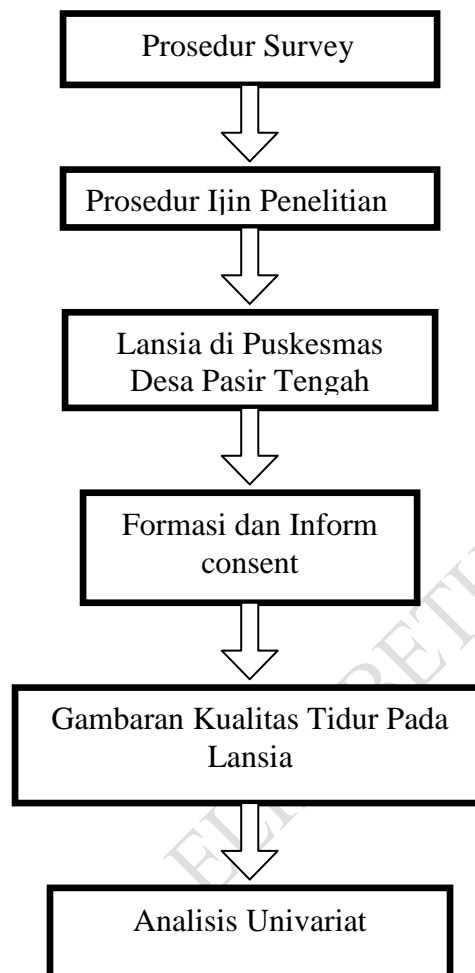 Prosedur Survey
Prosedur Ijin Penelitian
Lansia di Puskesmas
Desa Pasir Tengah
Formasi dan Inform
consent
Gambaran Kualitas Tidur Pada
Lansia
Analisis Univariat